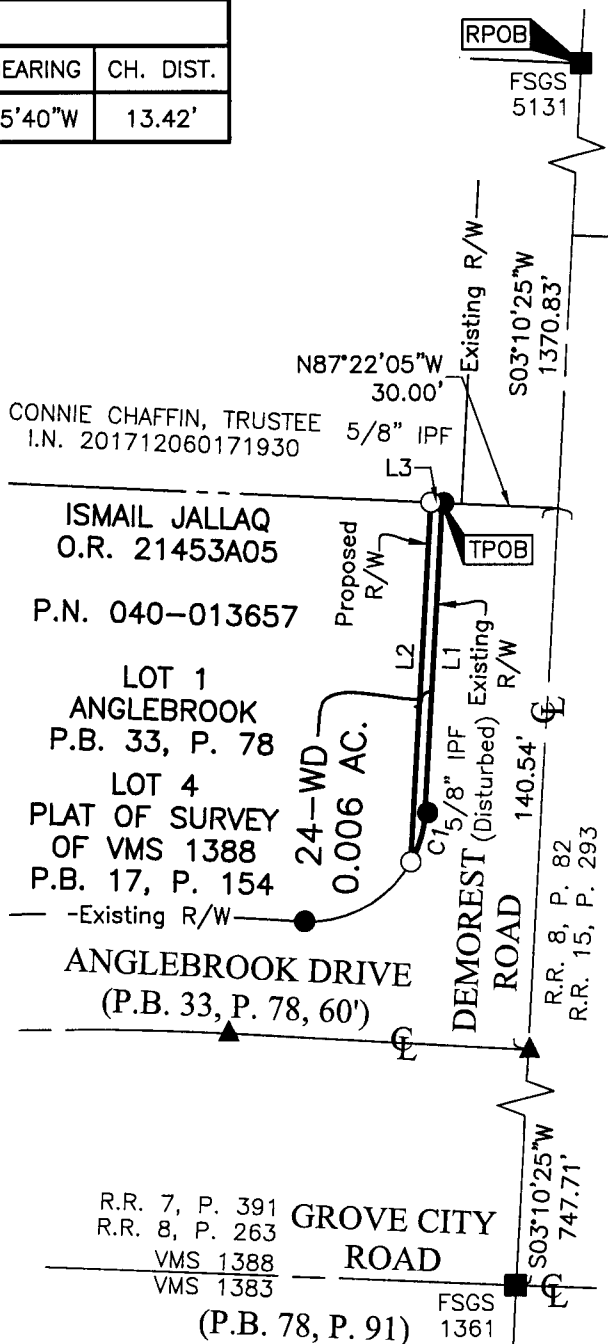 EARING CH. DIST.
5'40"W 13.42'
RPOB
FSGS
5131
Existing R/W
S03°10'25"W
1370.83'
N87°22'05"W
30.00'
CONNIE CHAFFIN, TRUSTEE
I.N. 201712060171930
5/8" IPF
L3
TPOB
ISMAIL JALLAQ
O.R. 21453A05
P.N. 040-013657
Proposed
R/W
L2
L1
Existing
R/W
LOT 1
ANGLEBROOK
P.B. 33, P. 78
LOT 4
PLAT OF SURVEY
OF VMS 1388
P.B. 17, P. 154
24-WD
0.006 AC.
C1
5/8" IPF
(Disturbed)
140.54'
CL
R.R. 8, P. 82
R.R. 15, P. 293
DEMOREST
ROAD
Existing R/W
ANGLEBROOK DRIVE
(P.B. 33, P. 78, 60')
CL
S03°10'25"W
747.71'
R.R. 7, P. 391
R.R. 8, P. 263
GROVE CITY
ROAD
VMS 1388
VMS 1383
(P.B. 78, P. 91)
FSGS
1361
CL